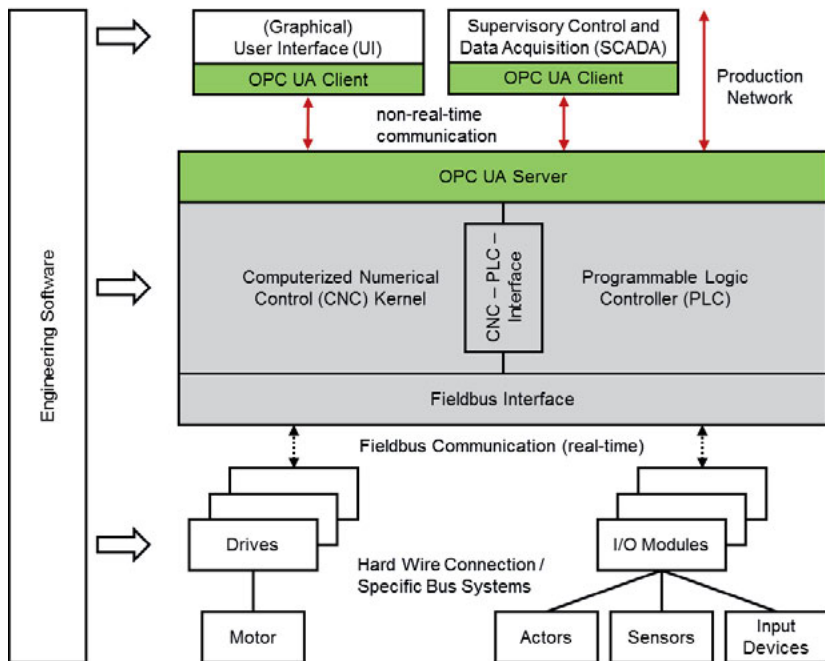 (Graphical)
User Interface (UI)
OPC UA Client
Supervisory Control and
Data Acquisition (SCADA)
OPC UA Client
Production
Network
non-real-time
communication
OPC UA Server
Engineering Software
Computerized Numerical
Control (CNC) Kernel
CNC – PLC –
Interface
Programmable Logic
Controller (PLC)
Fieldbus Interface
Fieldbus Communication (real-time)
Drives
I/O Modules
Hard Wire Connection /
Specific Bus Systems
Motor
Actors
Sensors
Input
Devices